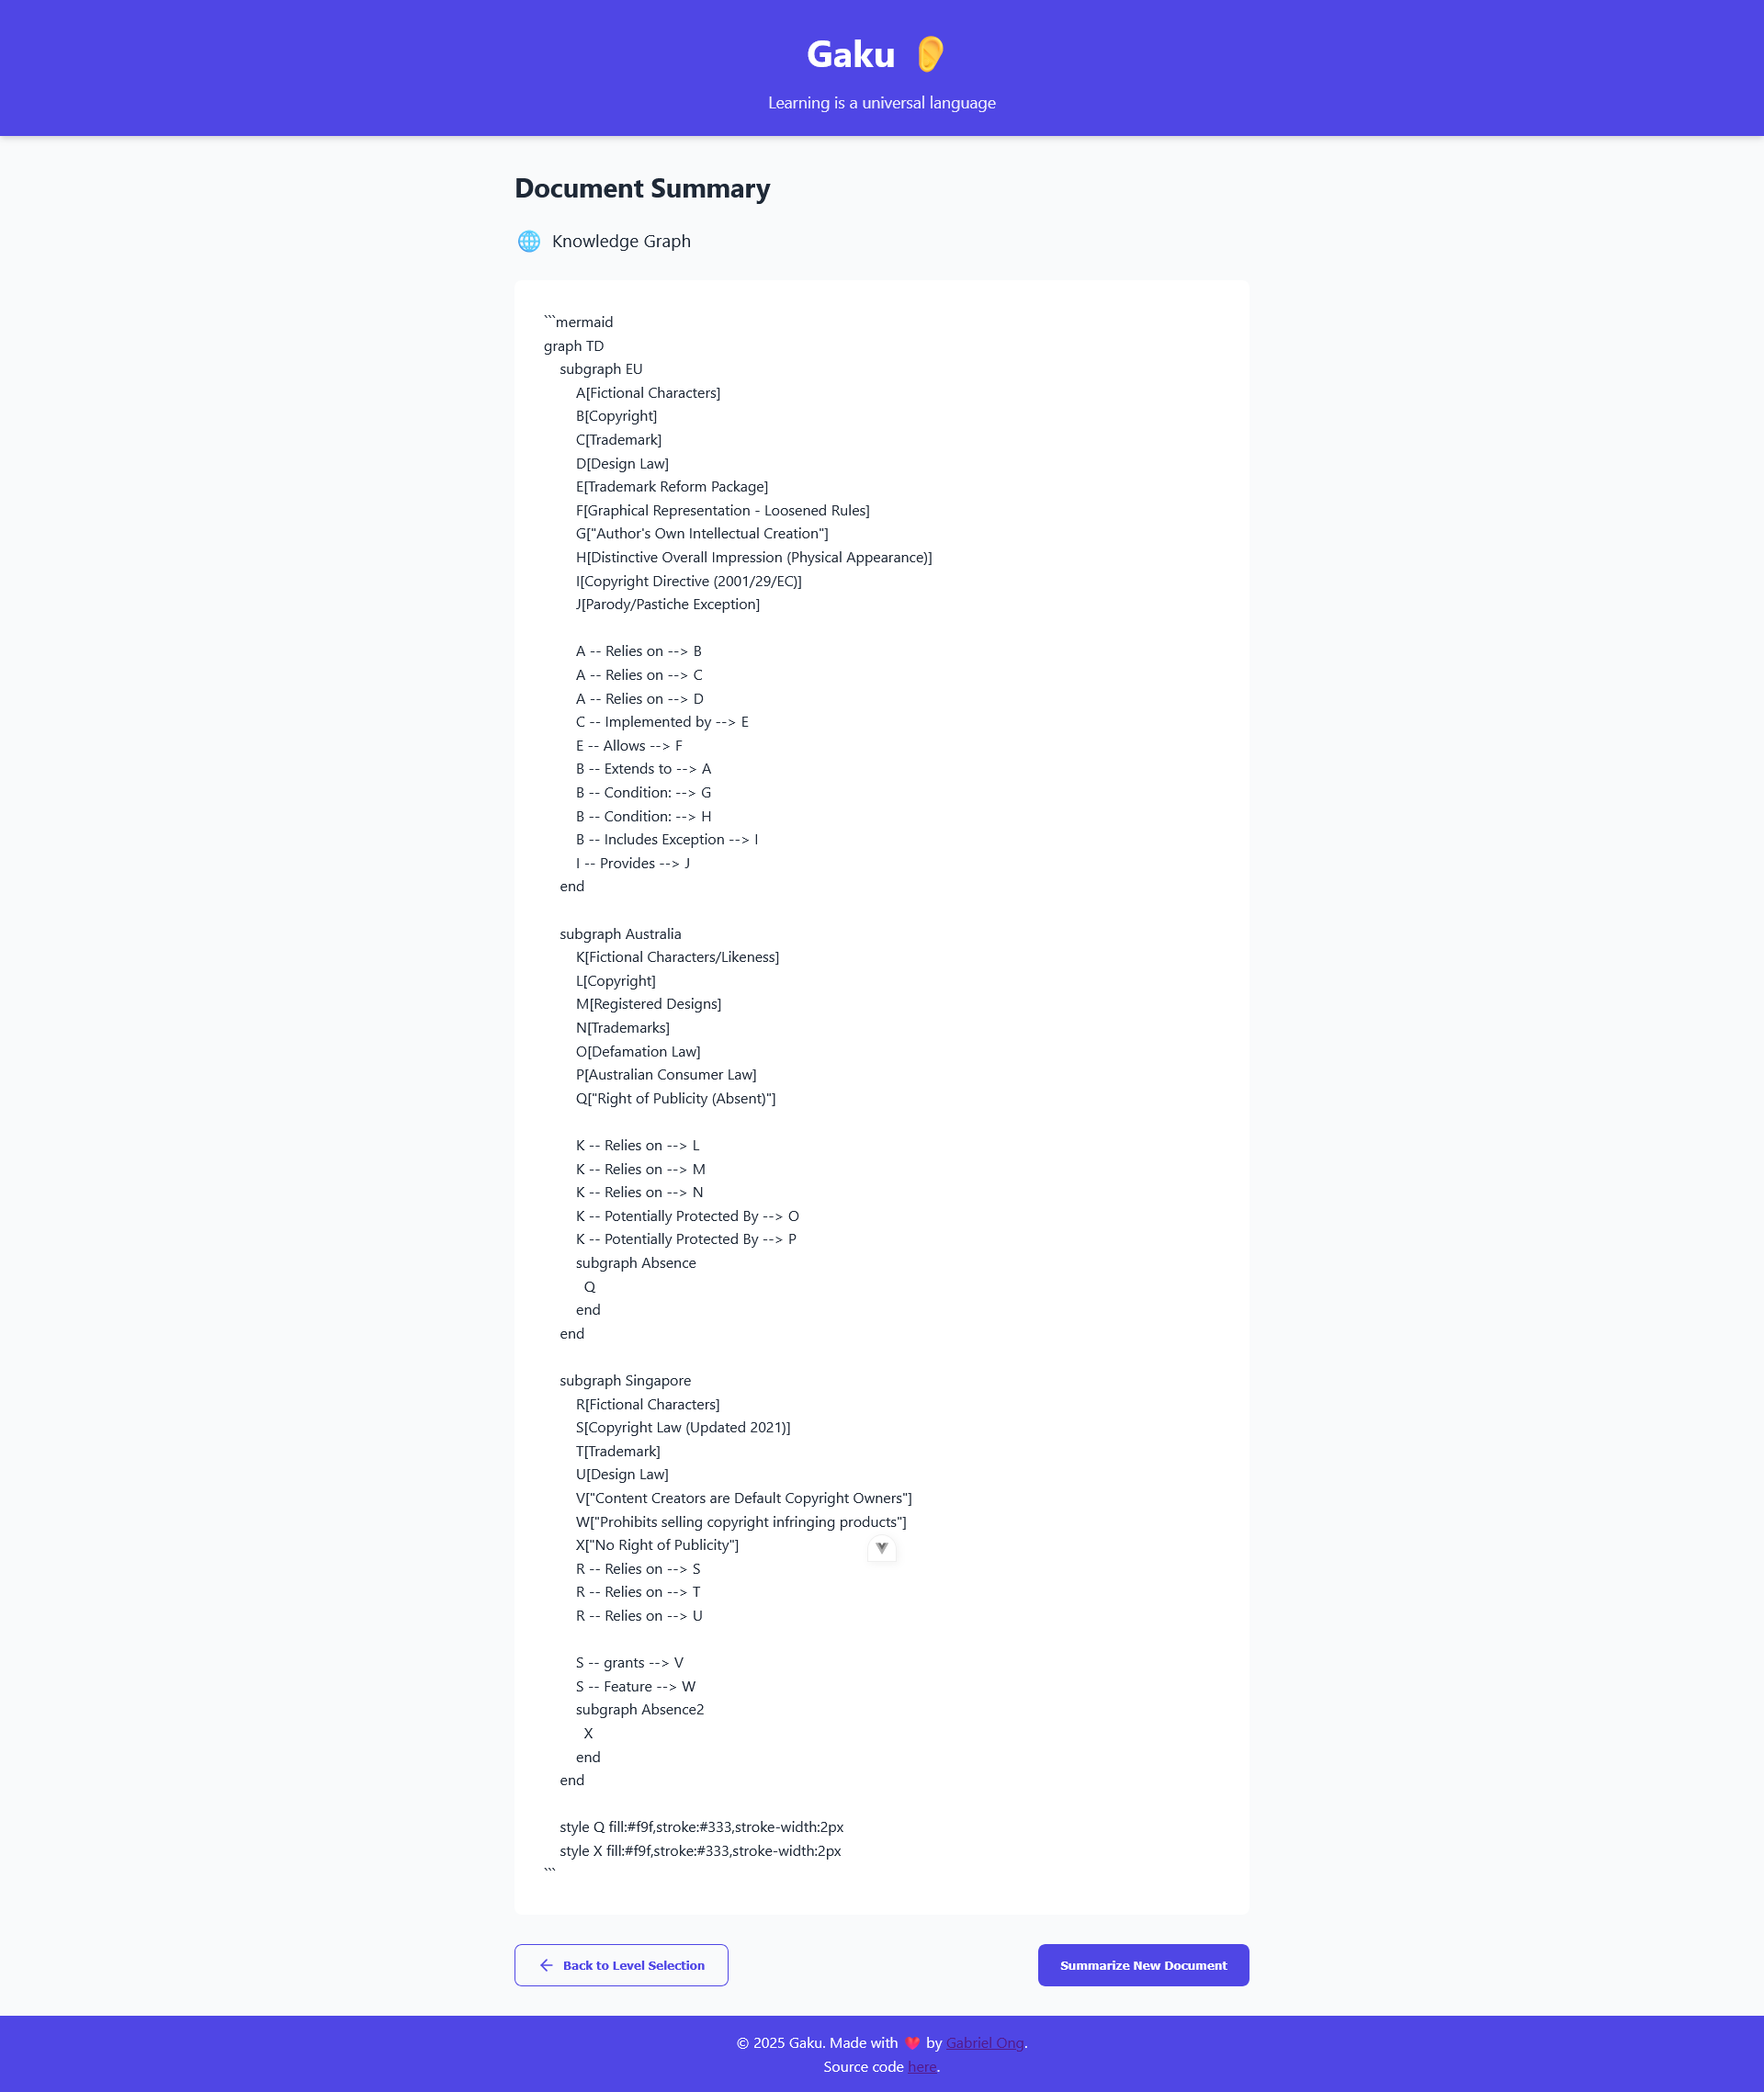 Gaku 👂
Learning is a universal language
Document Summary
🌐 Knowledge Graph
```mermaid
graph TD
    subgraph EU
        A[Fictional Characters]
        B[Copyright]
        C[Trademark]
        D[Design Law]
        E[Trademark Reform Package]
        F[Graphical Representation - Loosened Rules]
        G["Author's Own Intellectual Creation"]
        H[Distinctive Overall Impression (Physical Appearance)]
        I[Copyright Directive (2001/29/EC)]
        J[Parody/Pastiche Exception]

        A -- Relies on --> B
        A -- Relies on --> C
        A -- Relies on --> D
        C -- Implemented by --> E
        E -- Allows --> F
        B -- Extends to --> A
        B -- Condition: --> G
        B -- Condition: --> H
        B -- Includes Exception --> I
        I -- Provides --> J
    end

    subgraph Australia
        K[Fictional Characters/Likeness]
        L[Copyright]
        M[Registered Designs]
        N[Trademarks]
        O[Defamation Law]
        P[Australian Consumer Law]
        Q["Right of Publicity (Absent)"]

        K -- Relies on --> L
        K -- Relies on --> M
        K -- Relies on --> N
        K -- Potentially Protected By --> O
        K -- Potentially Protected By --> P
        subgraph Absence
          Q
        end
    end

    subgraph Singapore
        R[Fictional Characters]
        S[Copyright Law (Updated 2021)]
        T[Trademark]
        U[Design Law]
        V["Content Creators are Default Copyright Owners"]
        W["Prohibits selling copyright infringing products"]
        X["No Right of Publicity"]
        R -- Relies on --> S
        R -- Relies on --> T
        R -- Relies on --> U

        S -- grants --> V
        S -- Feature --> W
        subgraph Absence2
          X
        end
    end

    style Q fill:#f9f,stroke:#333,stroke-width:2px
    style X fill:#f9f,stroke:#333,stroke-width:2px
```
← Back to Level Selection
Summarize New Document
© 2025 Gaku. Made with ❤️ by Gabriel Ong.
Source code here.